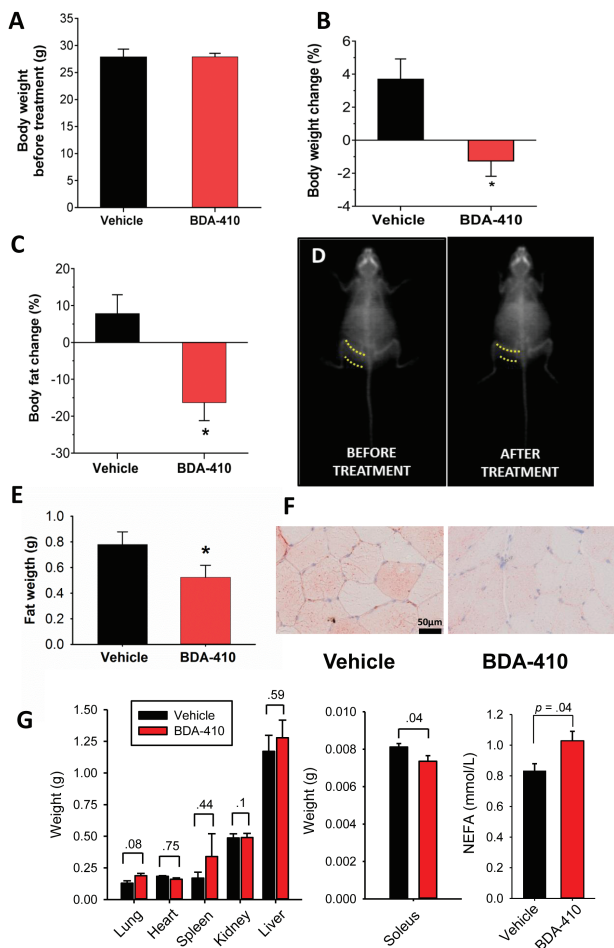 A
Body weight
before treatment (g)
35
30
25
20
15
10
5
0
Vehicle
BDA-410
B
Body weight change (%)
6
4
2
0
-2
-4
*
Vehicle
BDA-410
C
Body fat change (%)
20
10
0
-10
-20
-30
*
Vehicle
BDA-410
D
BEFORE
TREATMENT
AFTER
TREATMENT
E
Fat weigth (g)
1.0
0.8
0.6
0.4
0.2
0.0
*
Vehicle
BDA-410
F
50µm
Vehicle
BDA-410
G
Weight (g)
1.50
1.25
1.00
0.75
0.50
0.25
0.00
Vehicle
BDA-410
.08
.75
.44
.1
.59
Lung
Heart
Spleen
Kidney
Liver
Weight (g)
0.010
0.008
0.006
0.004
0.002
0.000
.04
Soleus
NEFA (mmol/L)
1.2
1.0
0.8
0.6
0.4
0.2
0.0
p = .04
Vehicle
BDA-410